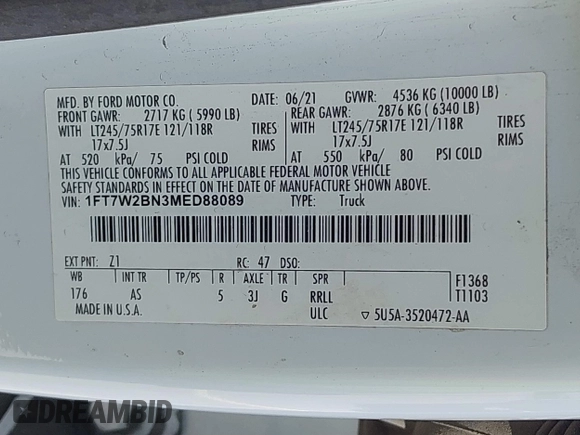 MFD. BY FORD MOTOR CO. DATE: 06/21 GVWR: 4536 KG (10000 LB)
FRONT GAWR: 2717 KG ( 5990 LB) REAR GAWR: 2876 KG ( 6340 LB)
WITH LT245/75R17E 121/118R TIRES WITH LT245/75R17E 121/118R TIRES
17x7.5J RIMS 17x7.5J RIMS
AT 520 kPa/ 75 PSI COLD AT 550 kPa/ 80 PSI COLD
THIS VEHICLE CONFORMS TO ALL APPLICABLE FEDERAL MOTOR VEHICLE
SAFETY STANDARDS IN EFFECT ON THE DATE OF MANUFACTURE SHOWN ABOVE.
VIN: 1FT7W2BN3MED88089 TYPE: Truck
EXT PNT: Z1 RC: 47 DSO:
WB INT TR TP/PS R AXLE TR SPR F1368
176 AS 5 3J G RRLL T1103
MADE IN U.S.A. ULC ▽ 5U5A-3520472-AA
DREAMBID